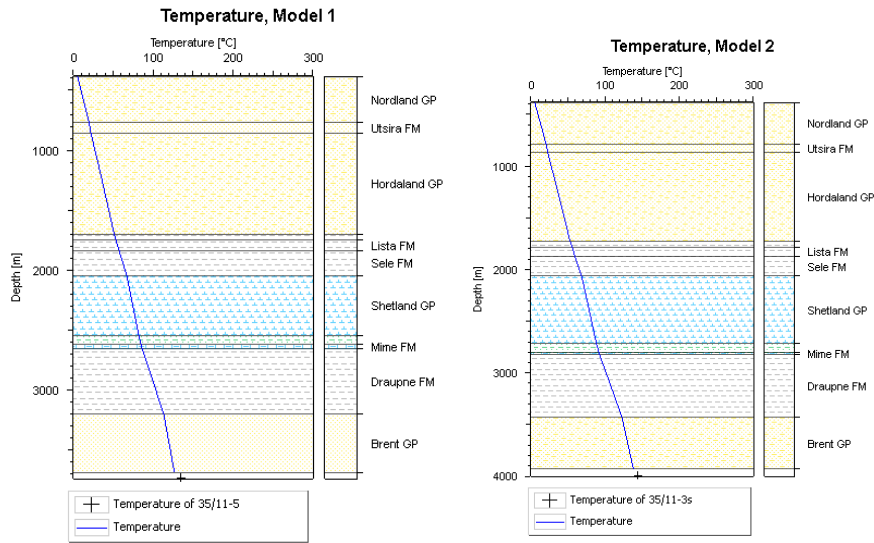 Temperature, Model 1
Temperature [°C]
0 100 200 300
Depth [m]
1000
2000
3000
Nordland GP
Utsira FM
Hordaland GP
Lista FM
Sele FM
Shetland GP
Mime FM
Draupne FM
Brent GP
Temperature of 35/11-5
Temperature
Temperature, Model 2
Temperature [°C]
0 100 200 300
Depth [m]
1000
2000
3000
4000
Nordland GP
Utsira FM
Hordaland GP
Lista FM
Sele FM
Shetland GP
Mime FM
Draupne FM
Brent GP
Temperature of 35/11-3s
Temperature